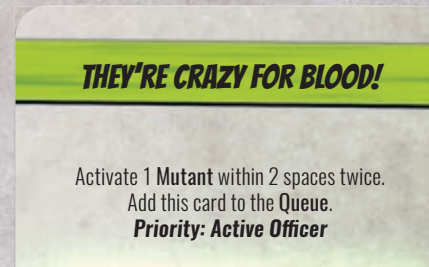 THEY'RE CRAZY FOR BLOOD!
Activate 1 Mutant within 2 spaces twice.
Add this card to the Queue.
Priority: Active Officer